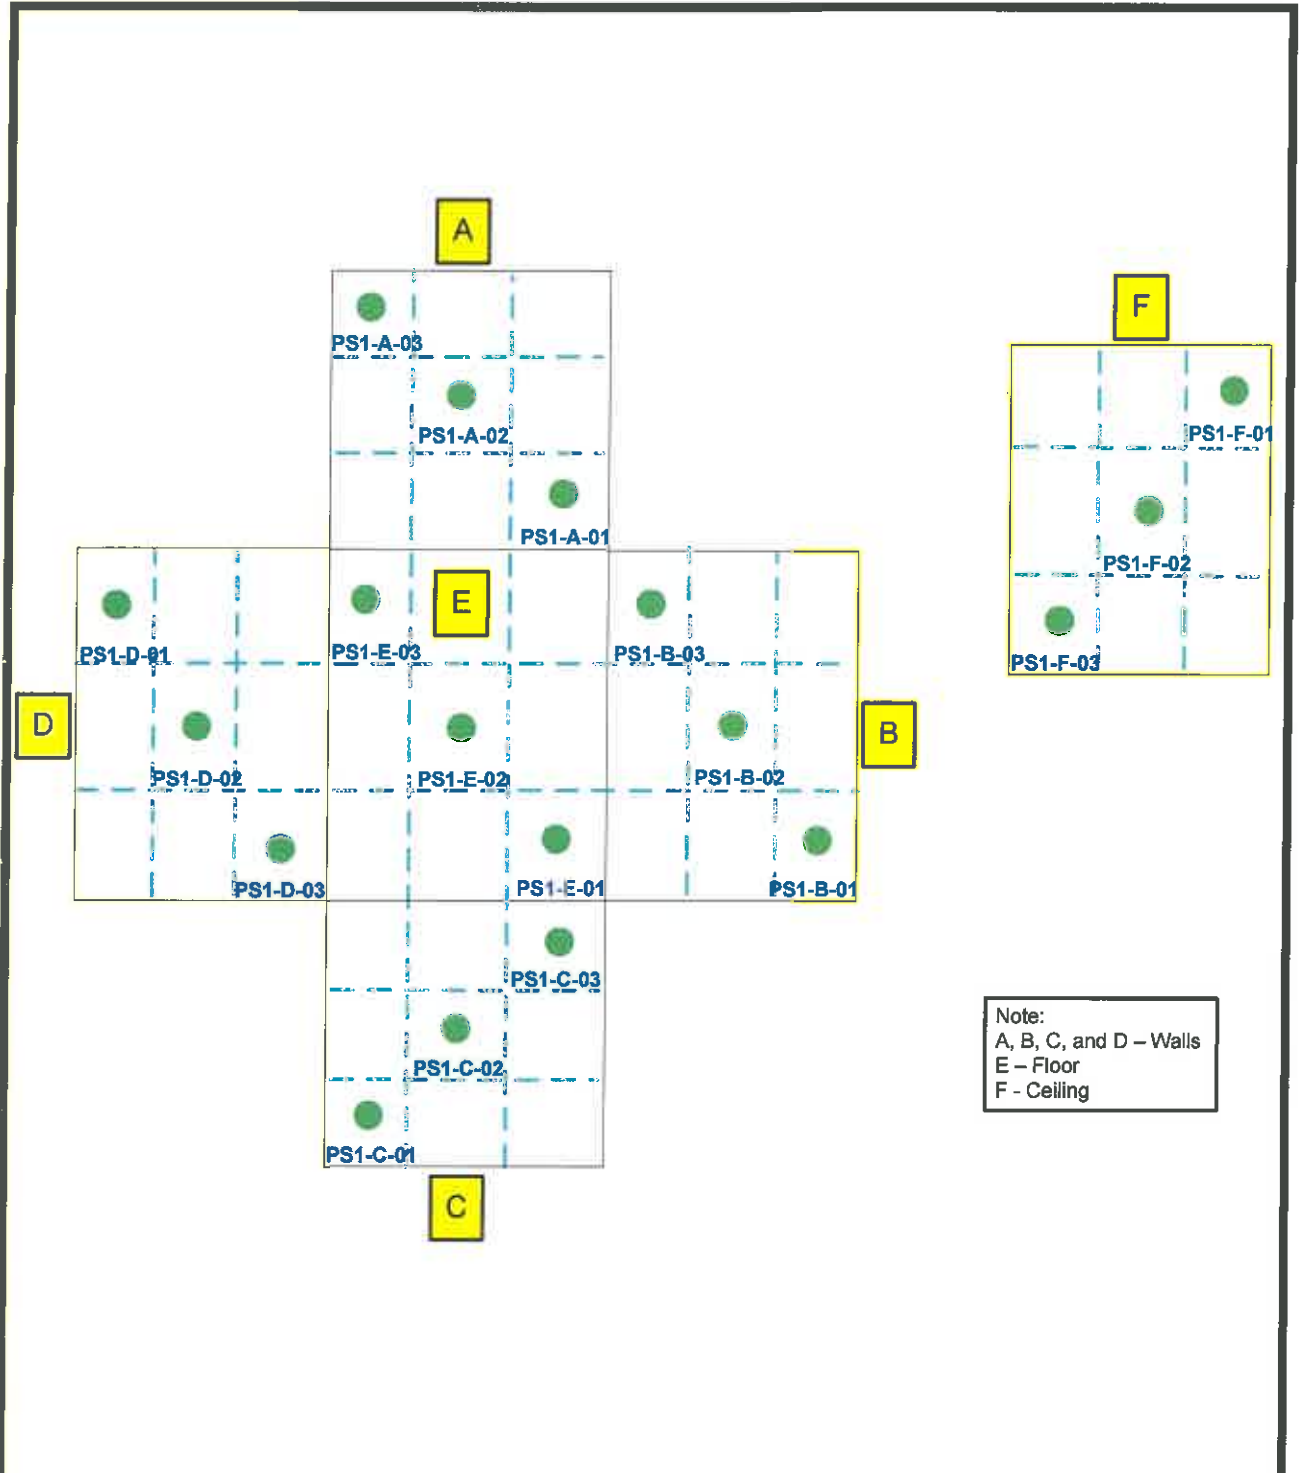 A
F
PS1-A-03
PS1-A-02
PS1-F-01
PS1-A-01
PS1-F-02
E
PS1-D-01
PS1-E-03
PS1-B-03
PS1-F-03
D
B
PS1-D-02
PS1-E-02
PS1-B-02
PS1-D-03
PS1-E-01
PS1-B-01
PS1-C-03
PS1-C-02
PS1-C-01
C
Note:
A, B, C, and D – Walls
E – Floor
F - Ceiling